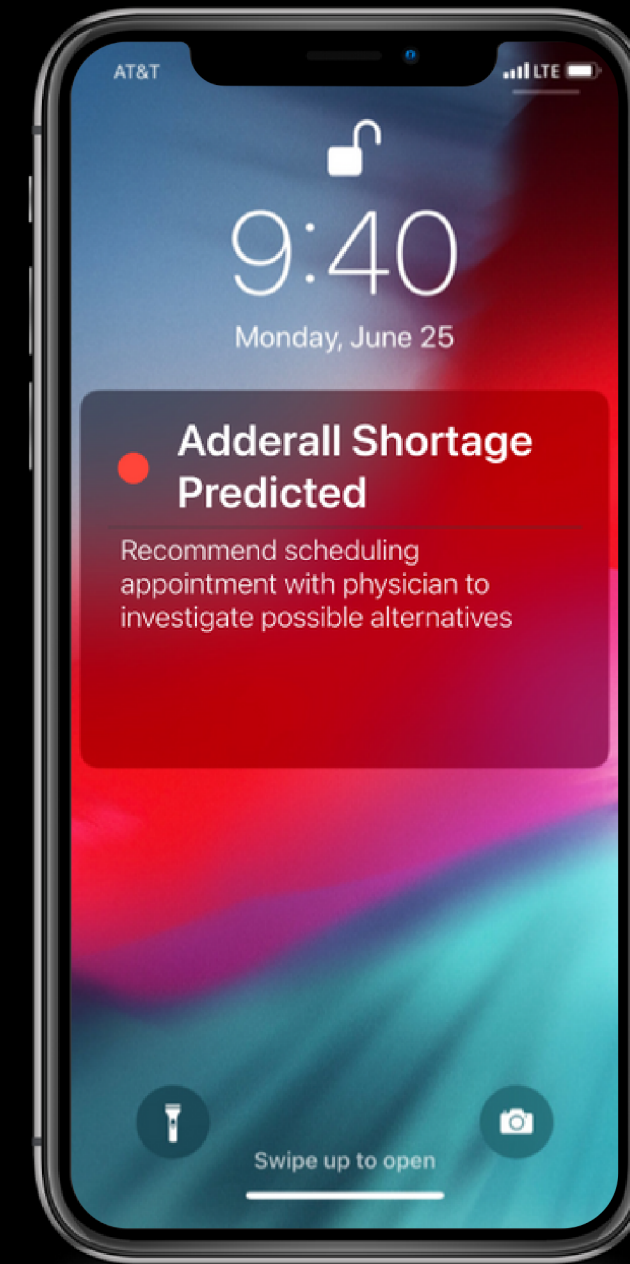 AT&T
LTE
9:40
Monday, June 25
Adderall Shortage
Predicted
Recommend scheduling
appointment with physician to
investigate possible alternatives
Swipe up to open